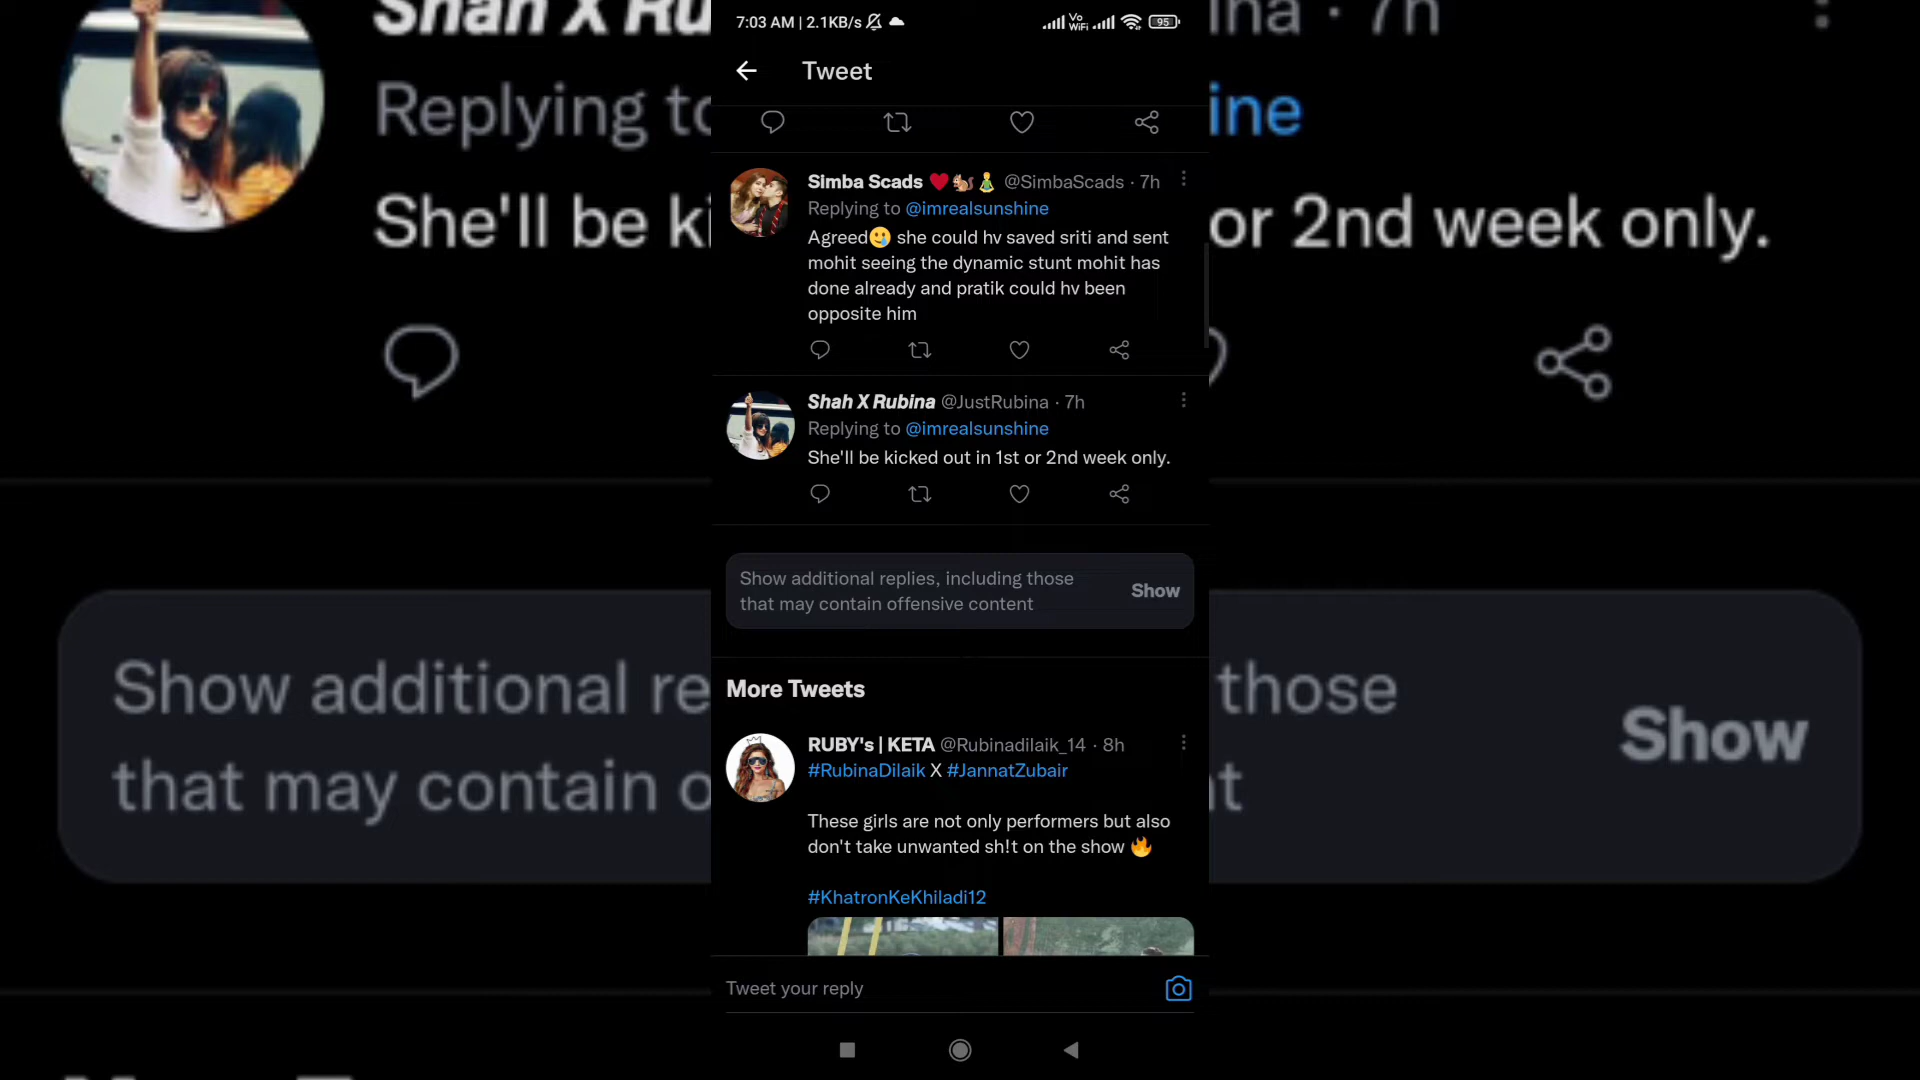 7:03 AM | 2.1KB/s
Vo
WiFi
95
Tweet
Simba Scads ❤️🐿️🧘 @SimbaScads · 7h
Replying to @imrealsunshine
Agreed🥲 she could hv saved sriti and sent
mohit seeing the dynamic stunt mohit has
done already and pratik could hv been
opposite him
Shah X Rubina @JustRubina · 7h
Replying to @imrealsunshine
She'll be kicked out in 1st or 2nd week only.
Show additional replies, including those
that may contain offensive content
Show
More Tweets
RUBY's | KETA @Rubinadilaik_14 · 8h
#RubinaDilaik X #JannatZubair
These girls are not only performers but also
don't take unwanted sh!t on the show 🔥
#KhatronKeKhiladi12
Tweet your reply
Shah X Ru
ina · 7h
Replying to
ine
She'll be ki
or 2nd week only.
Show additional re
those
that may contain o
nt
Show